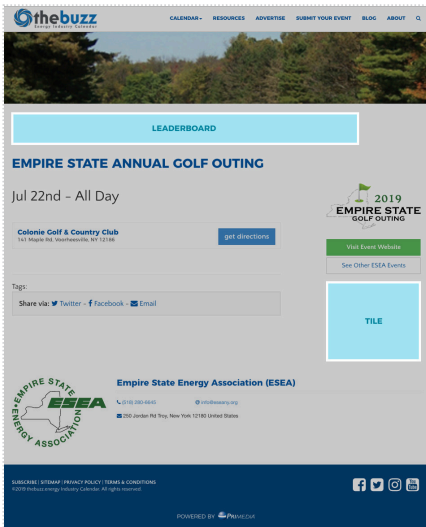 thebuzz
Energy Industry Calendar
CALENDAR RESOURCES ADVERTISE SUBMIT YOUR EVENT BLOG ABOUT
LEADERBOARD
EMPIRE STATE ANNUAL GOLF OUTING
Jul 22nd – All Day
2019
EMPIRE STATE
GOLF OUTING
Colonie Golf & Country Club
141 Maple Rd, Voorheesville, NY 12186
get directions
Visit Event Website
See Other ESEA Events
Tags:
Share via: Twitter – Facebook – Email
TILE
EMPIRE STATE
ESEA
ENERGY ASSOCIATION
Empire State Energy Association (ESEA)
info@eseany.org
250 Jordan Rd Troy, New York 12180 United States
SUBSCRIBE | SITEMAP | PRIVACY POLICY | TERMS & CONDITIONS
©2019 thebuzz energy Industry Calendar. All rights reserved.
You
Tube
POWERED BY PRIMEDIA